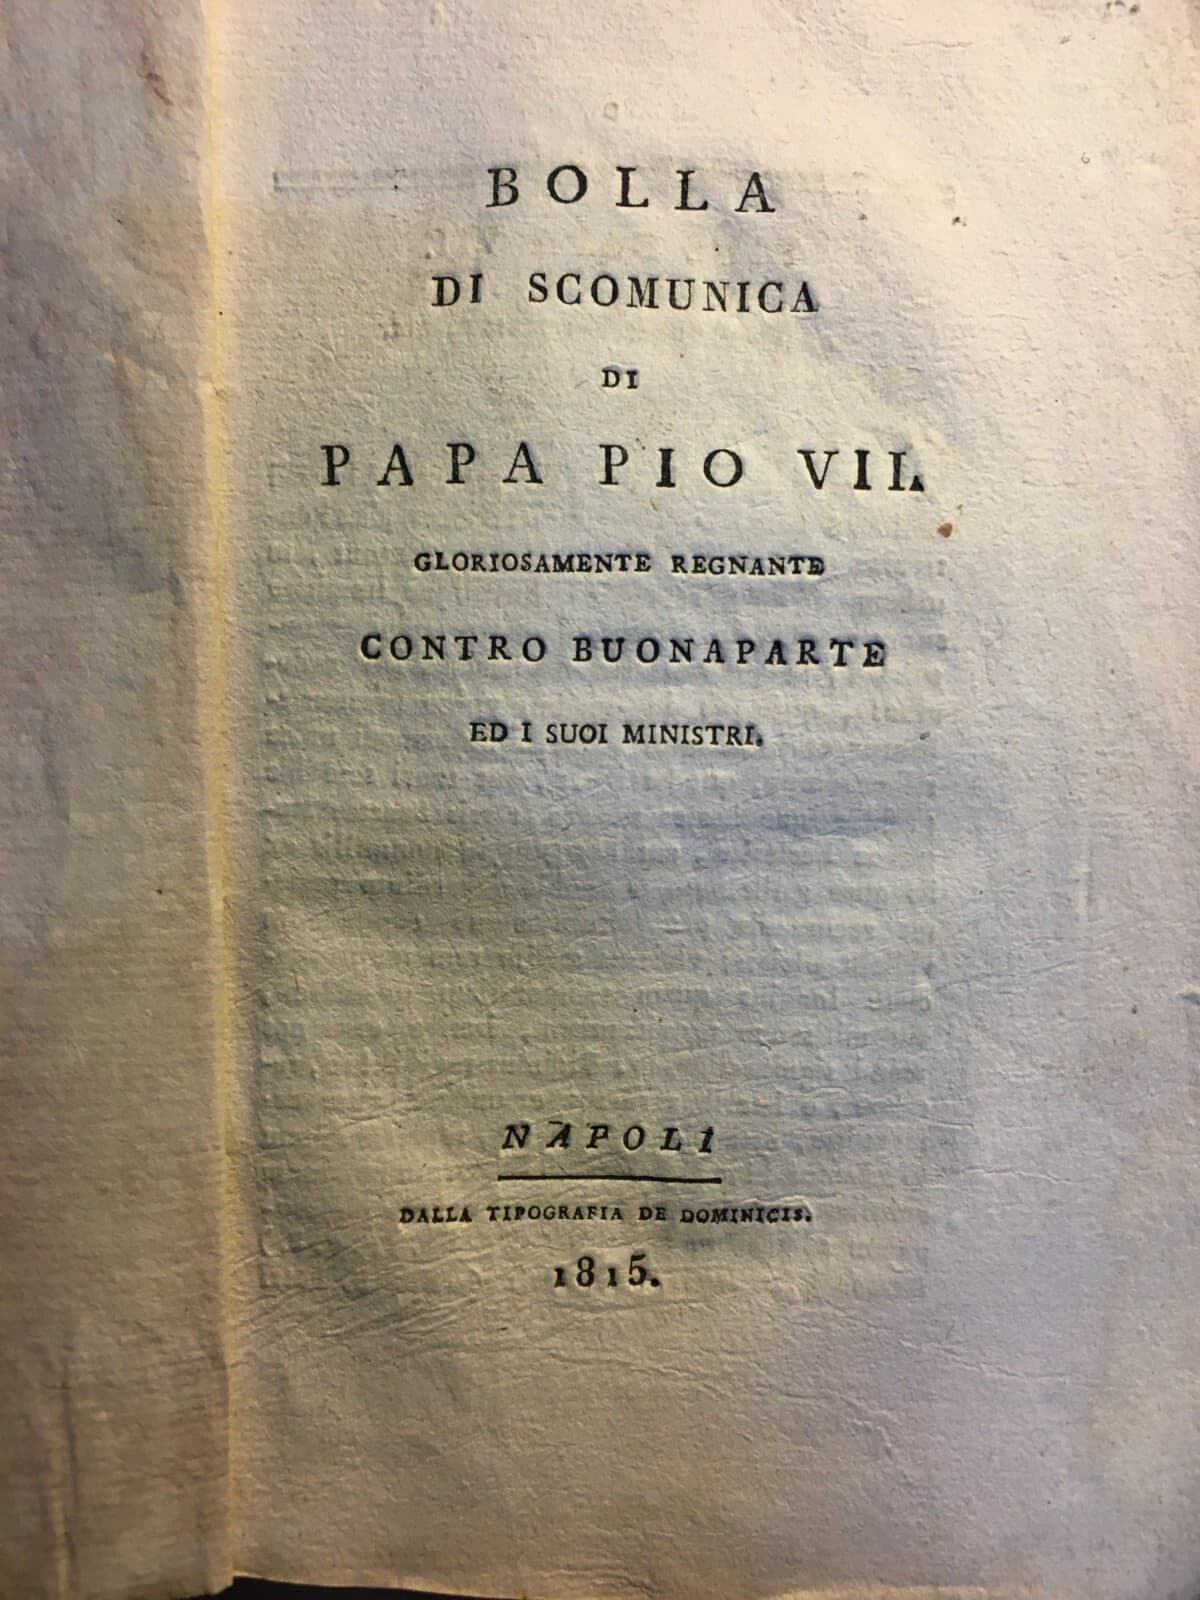 BOLLA
DI SCOMUNICA
DI
PAPA PIO VII.
GLORIOSAMENTE REGNANTE
CONTRO BUONAPARTE
ED I SUOI MINISTRI.
NAPOLI
DALLA TIPOGRAFIA DE DOMINICIS.
1815.